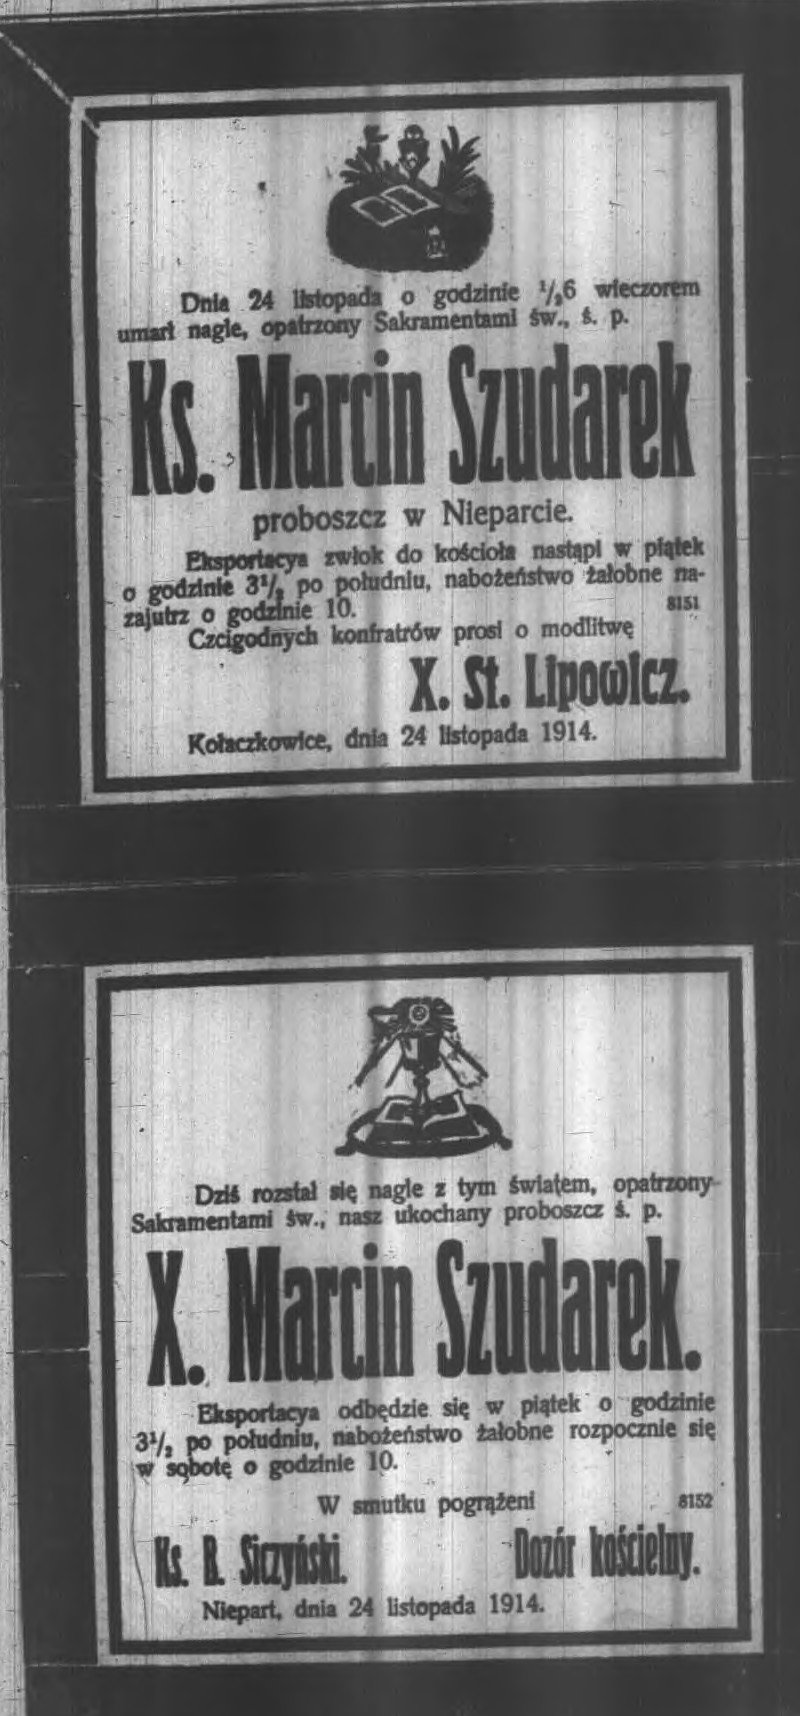 Dnia 24 listopada o godzinie ½6 wieczorem
umarł nagle, opatrzony Sakramentami św., ś. p.
Ks. Marcin Szudarek
proboszcz w Nieparcie.
Eksportacya zwłok do kościoła nastąpi w piątek
o godzinie 3½ po południu, nabożeństwo żałobne na-
zajutrz o godzinie 10. 8151
Czcigodnych konfratrów prosi o modlitwę
X. St. Lipowicz.
Kołaczkowice, dnia 24 listopada 1914.
Dziś rozstał się nagle z tym światem, opatrzony
Sakramentami św., nasz ukochany proboszcz ś. p.
X. Marcin Szudarek.
Eksportacya odbędzie się w piątek o godzinie
3½ po południu, nabożeństwo żałobne rozpocznie się
w sobotę o godzinie 10.
W smutku pogrążeni 8152
Ks. B. Siczyński. Dozór kościelny.
Niepart, dnia 24 listopada 1914.